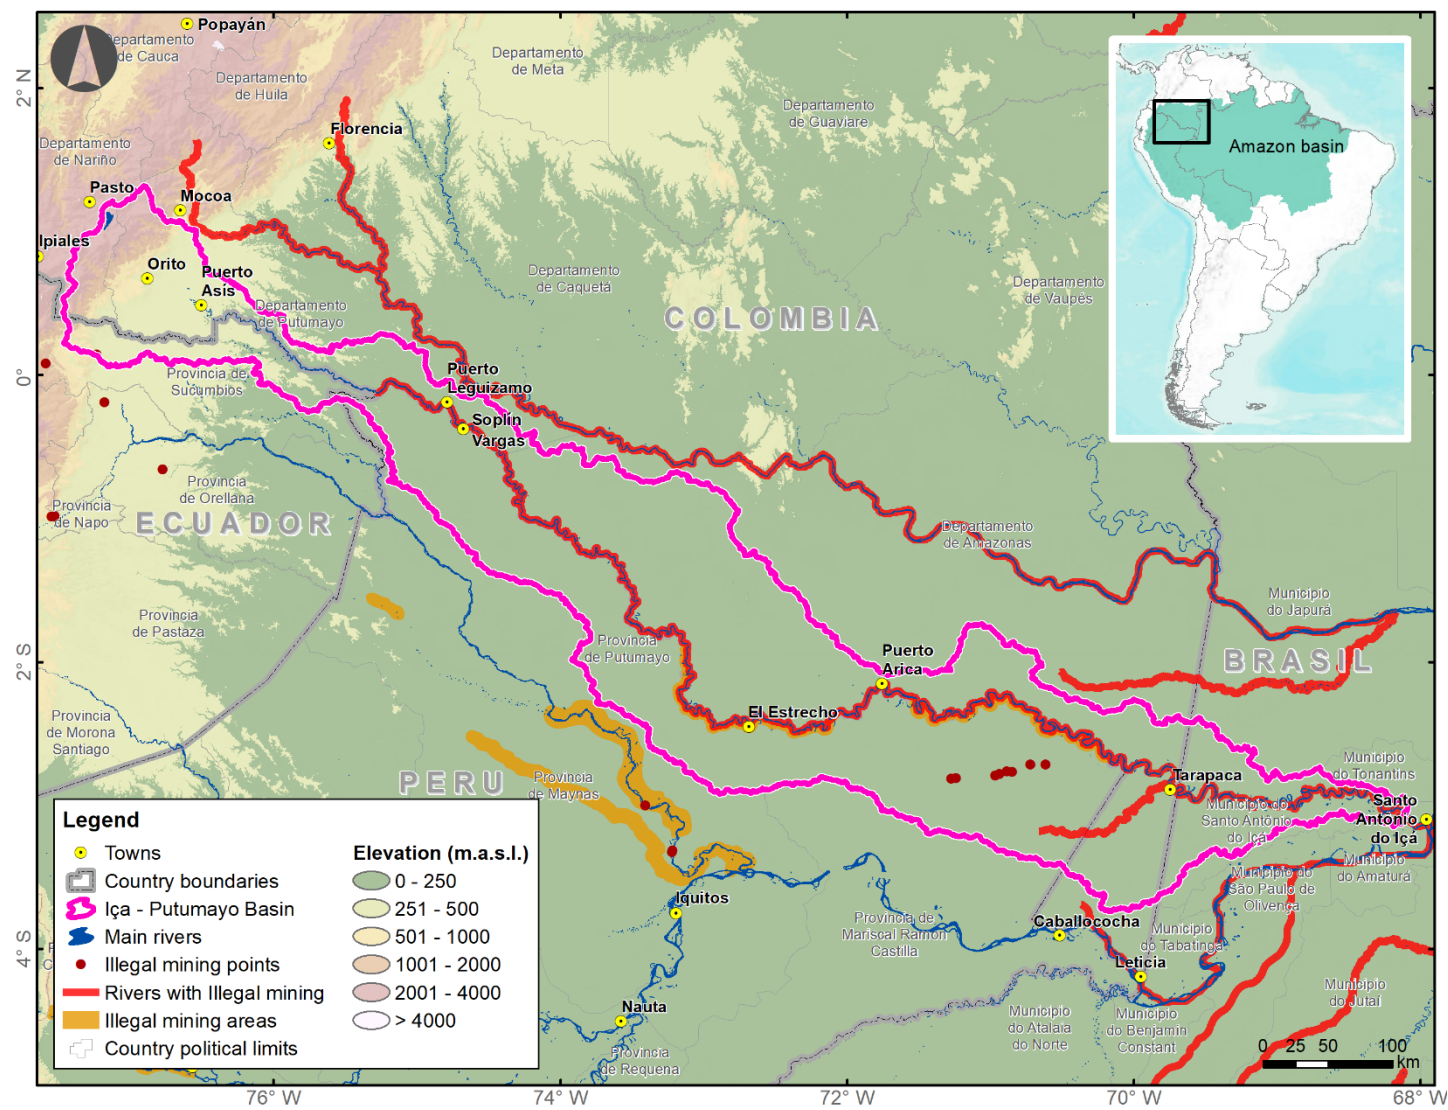 Popayán
Departamento
de Cauca
Departamento
de Meta
Departamento
de Huila
Departamento
de Guaviare
Amazon basin
2° N
Florencia
Departamento
de Nariño
Pasto
Mocoa
Ipiales
Orito
Puerto
Asís
Departamento
de Putumayo
Departamento
de Caquetá
Departamento
de Vaupés
COLOMBIA
0°
Provincia de
Sucumbios
Puerto
Leguizamo
Soplín
Vargas
Provincia
de Orellana
Provincia
de Napo
ECUADOR
Departamento
de Amazonas
Provincia
de Pastaza
Municipio
do Japurá
BRASIL
2° S
Provincia
de Putumayo
Puerto
Arica
El Estrecho
Provincia
de Morona
Santiago
PERU
Provincia
de Maynas
Tarapaca
Municipio
do Tonantins
Municipio do
Santo Antônio
do Içá
Santo
Antônio
do Içá
Municipio
do Amaturá
Municipio do
São Paulo de
Olivença
Iquitos
Provincia de
Mariscal Ramón
Castilla
Caballococha
Municipio
do Tabatinga
Leticia
4° S
Nauta
Provincia
de Requena
Municipio
do Atalaia
do Norte
Municipio
do Benjamin
Constant
Municipio
do Jutaí
Legend
Towns
Country boundaries
Iça - Putumayo Basin
Main rivers
Illegal mining points
Rivers with Illegal mining
Illegal mining areas
Country political limits
Elevation (m.a.s.l.)
0 - 250
251 - 500
501 - 1000
1001 - 2000
2001 - 4000
> 4000
0 25 50 100
km
76° W
74° W
72° W
70° W
68° W